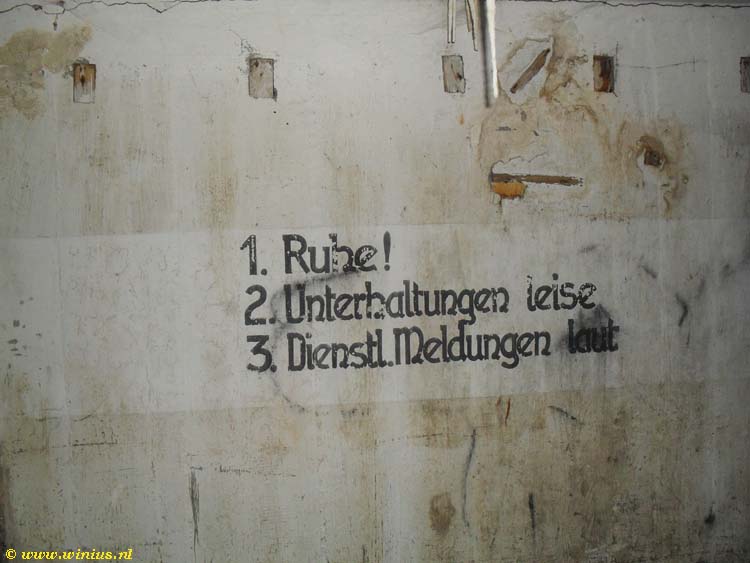 1. Ruhe!
2. Unterhaltungen leise
3. Dienstl. Meldungen laut
© www.winius.nl